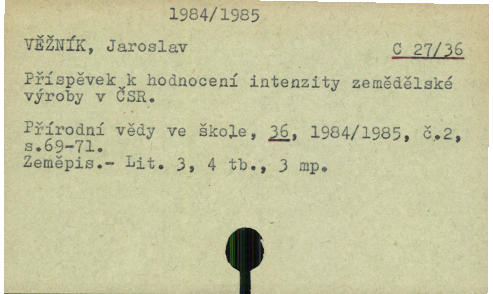 1984/1985
VĚŽNÍK, Jaroslav C 27/36
Příspěvek k hodnocení intenzity zemědělské
výroby v ČSR.
Přírodní vědy ve škole, 36, 1984/1985, č.2,
s.69-71.
Zeměpis.- Lit. 3, 4 tb., 3 mp.